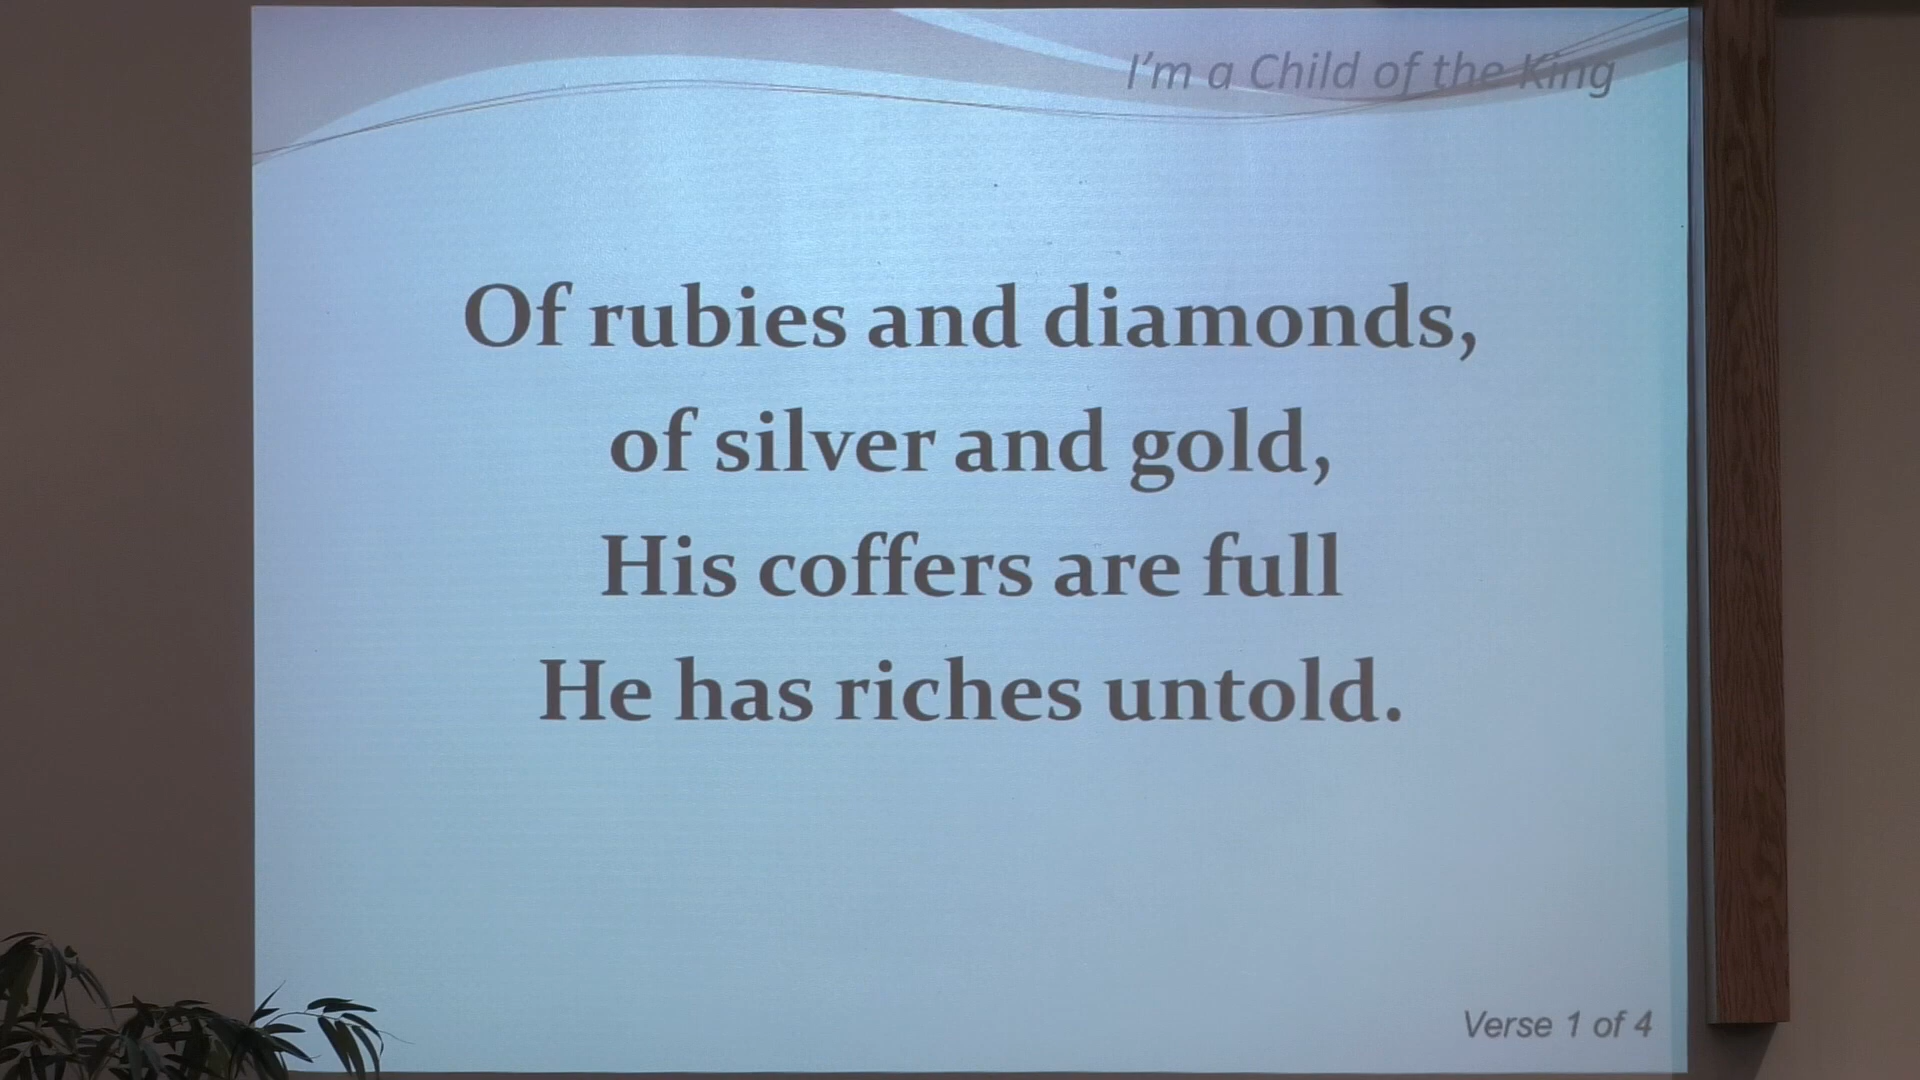 I'm a Child of the King
Of rubies and diamonds,
of silver and gold,
His coffers are full
He has riches untold.
Verse 1 of 4